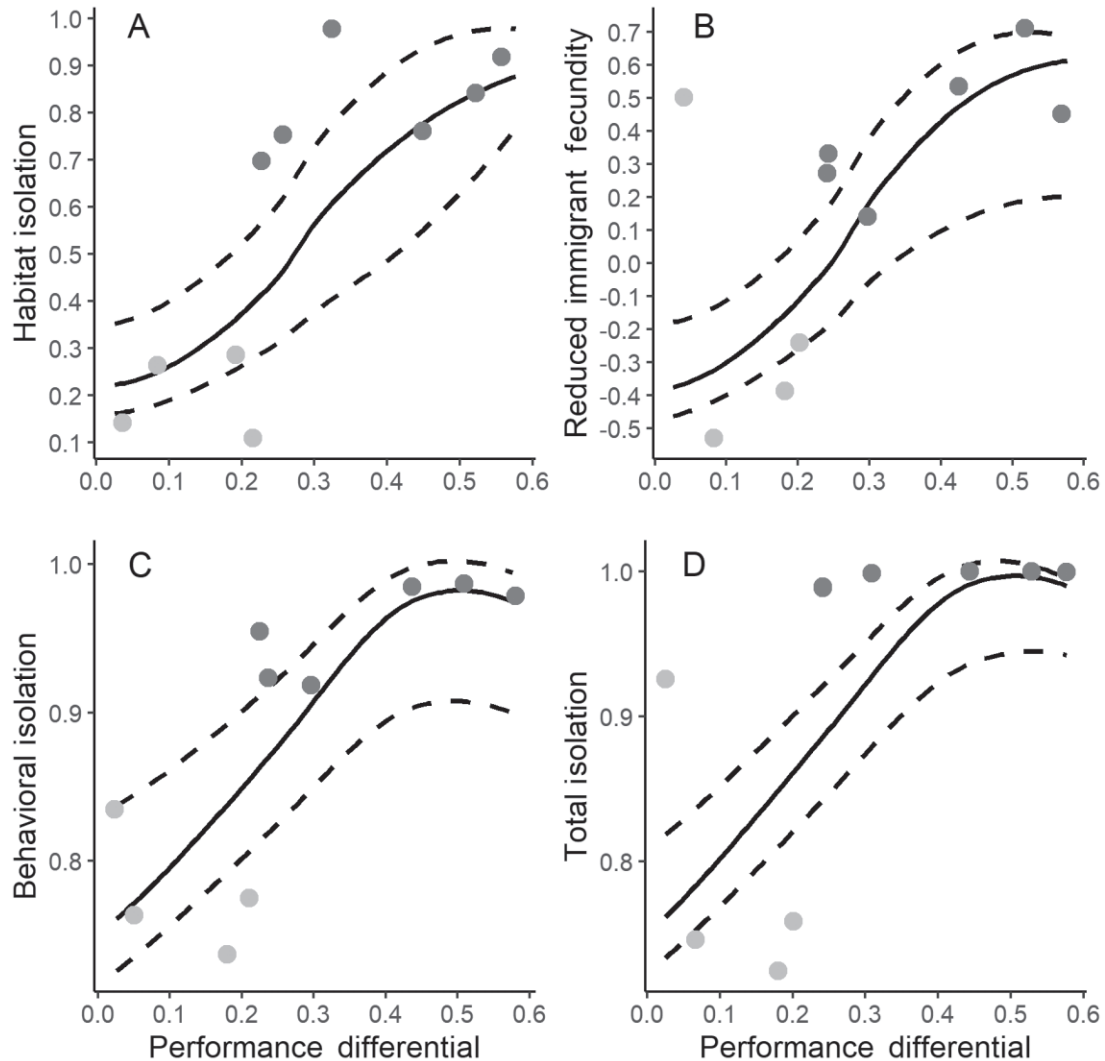 A
Habitat isolation
1.0
0.9
0.8
0.7
0.6
0.5
0.4
0.3
0.2
0.1
0.0 0.1 0.2 0.3 0.4 0.5 0.6
B
Reduced immigrant fecundity
0.7
0.6
0.5
0.4
0.3
0.2
0.1
0.0
-0.1
-0.2
-0.3
-0.4
-0.5
0.0 0.1 0.2 0.3 0.4 0.5 0.6
C
Behavioral isolation
1.0
0.9
0.8
0.0 0.1 0.2 0.3 0.4 0.5 0.6
Performance differential
D
Total isolation
1.0
0.9
0.8
0.0 0.1 0.2 0.3 0.4 0.5 0.6
Performance differential